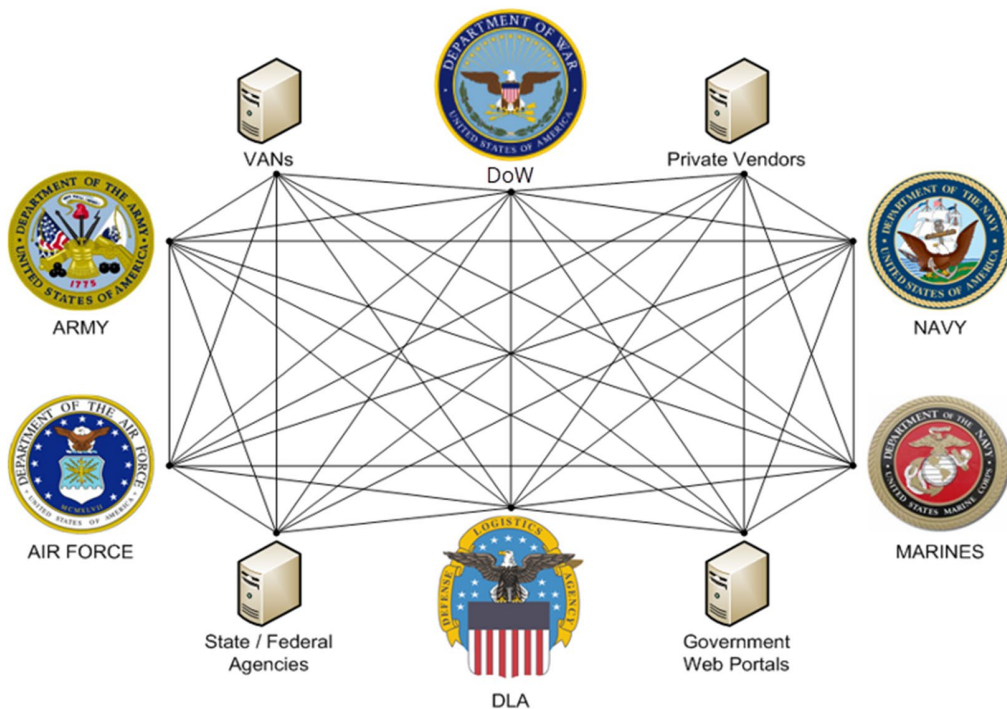 DEPARTMENT OF WAR
UNITED STATES OF AMERICA
VANs
DoW
Private Vendors
DEPARTMENT OF THE ARMY
1775
UNITED STATES OF AMERICA
ARMY
DEPARTMENT OF THE NAVY
UNITED STATES OF AMERICA
NAVY
DEPARTMENT OF THE AIR FORCE
MCMXLVII
UNITED STATES OF AMERICA
AIR FORCE
DEPARTMENT OF THE NAVY
UNITED STATES MARINE CORPS
MARINES
DEFENSE
LOGISTICS
AGENCY
State / Federal
Agencies
DLA
Government
Web Portals